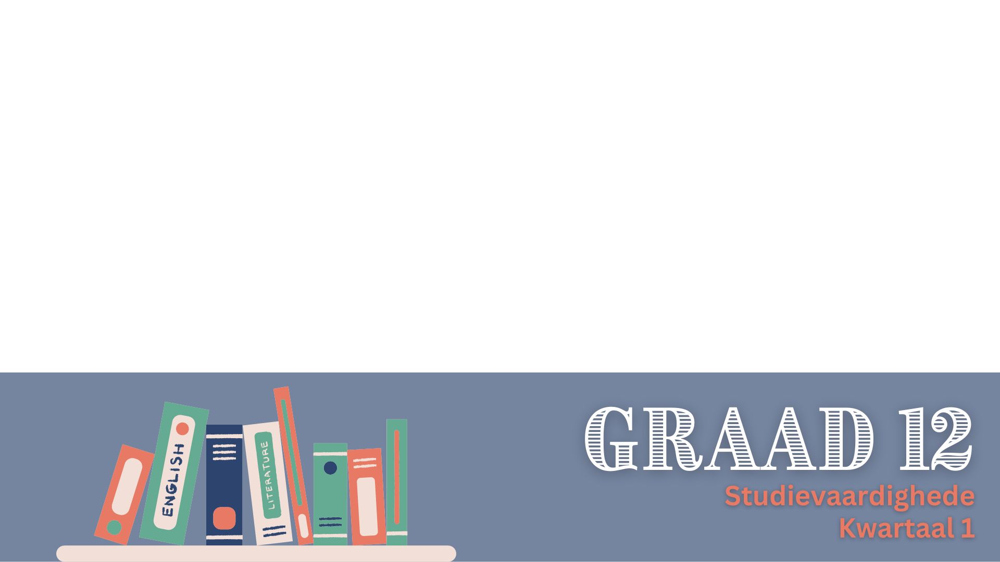 ENGLISH
LITERATURE
GRAAD 12
Studievaardighede
Kwartaal 1